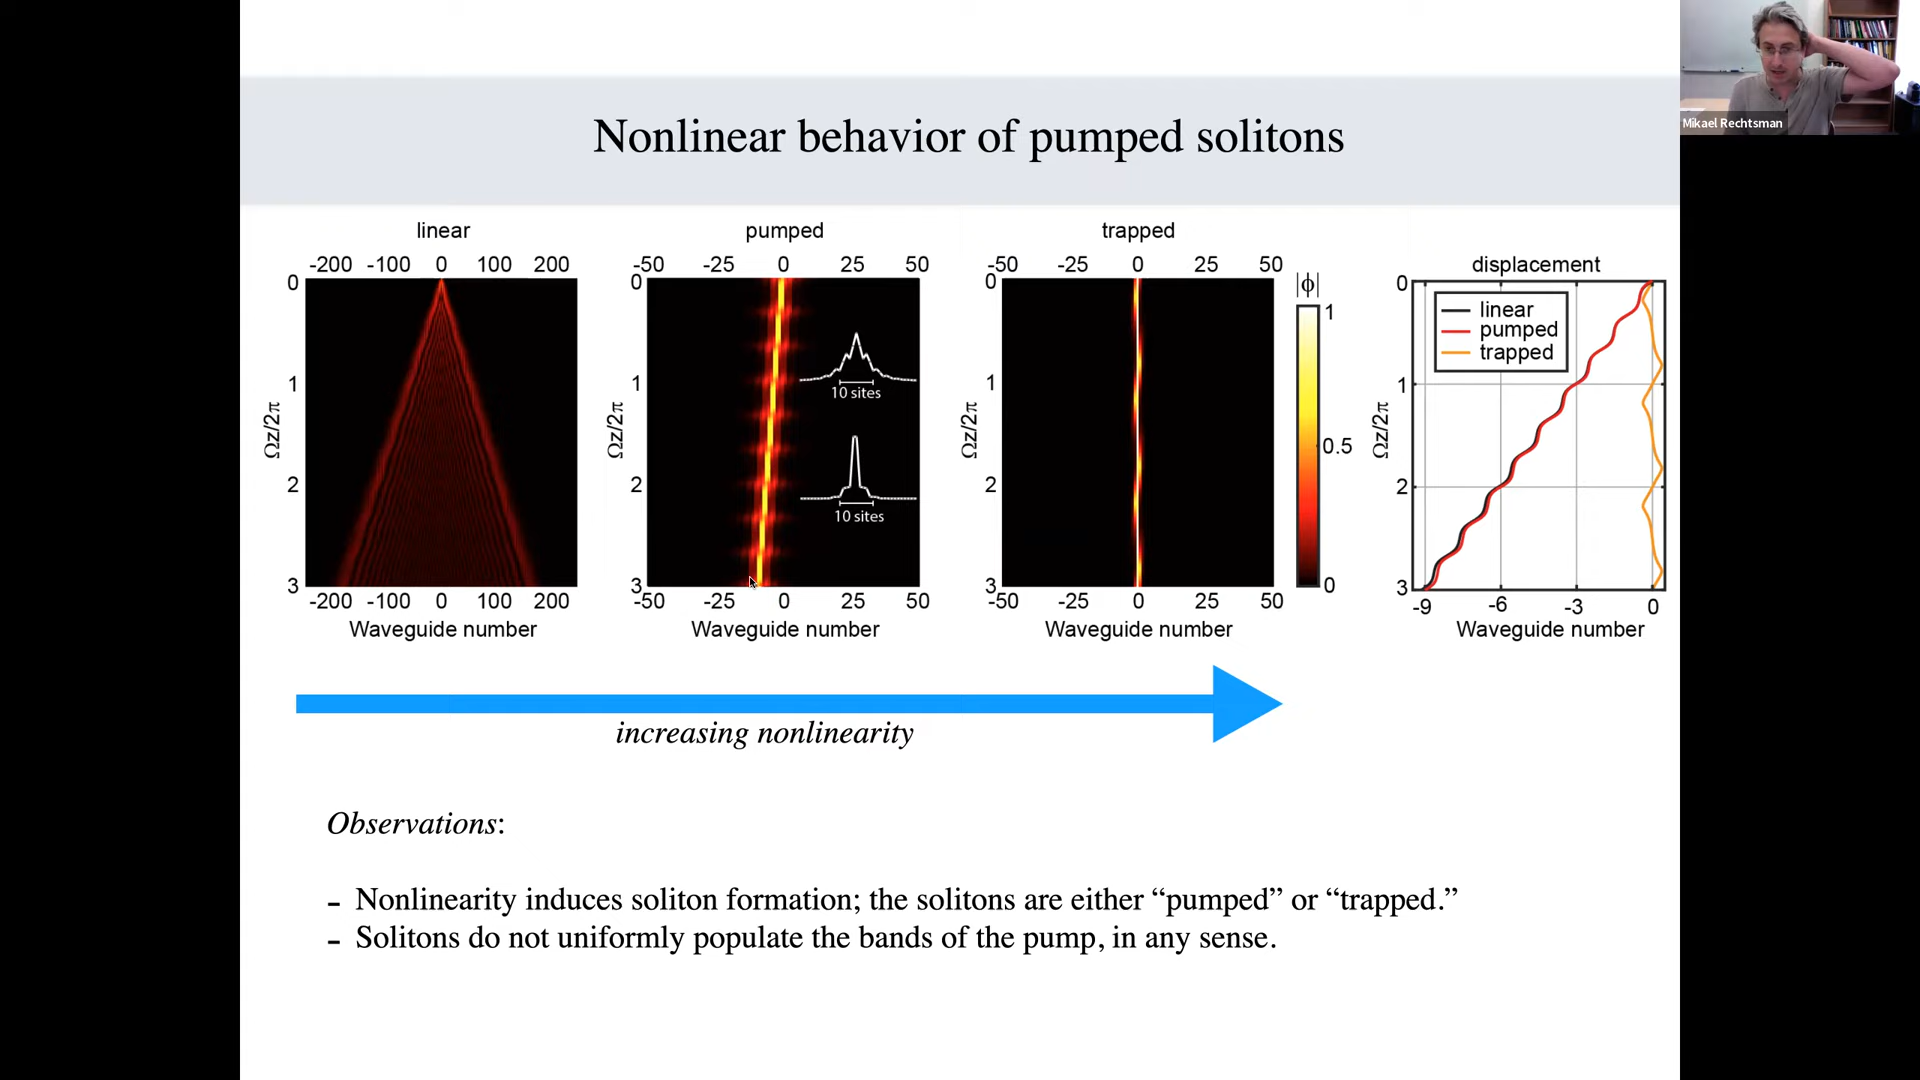 Mikael Rechtsman
Nonlinear behavior of pumped solitons
linear
-200 -100 0 100 200
0
1
2
3
Ωz/2π
-200 -100 0 100 200
Waveguide number
pumped
-50 -25 0 25 50
0
1
2
3
Ωz/2π
10 sites
10 sites
-50 -25 0 25 50
Waveguide number
trapped
-50 -25 0 25 50
0
1
2
3
Ωz/2π
-50 -25 0 25 50
Waveguide number
|ϕ|
1
0.5
0
displacement
linear
pumped
trapped
0
1
2
3
Ωz/2π
-9 -6 -3 0
Waveguide number
increasing nonlinearity
Observations:
- Nonlinearity induces soliton formation; the solitons are either “pumped” or “trapped.”
- Solitons do not uniformly populate the bands of the pump, in any sense.